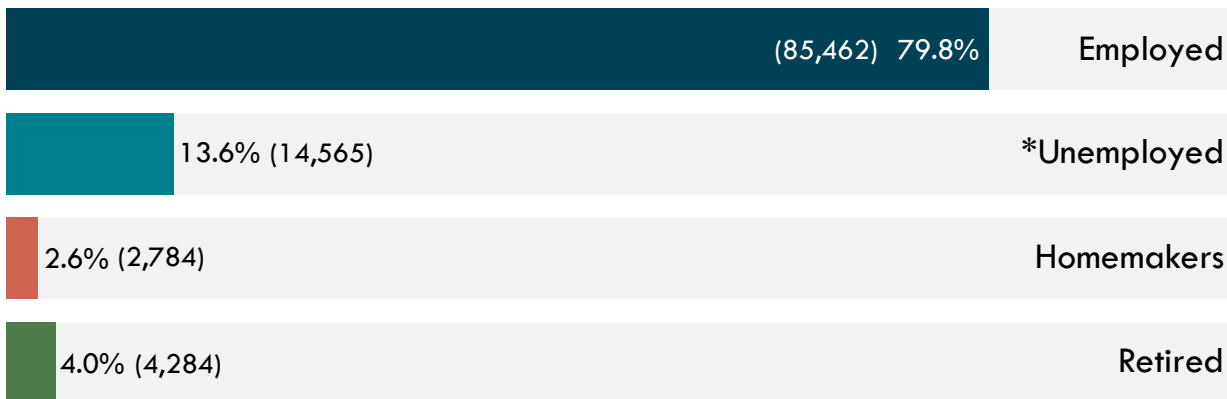 (85,462) 79.8% Employed
13.6% (14,565) *Unemployed
2.6% (2,784) Homemakers
4.0% (4,284) Retired